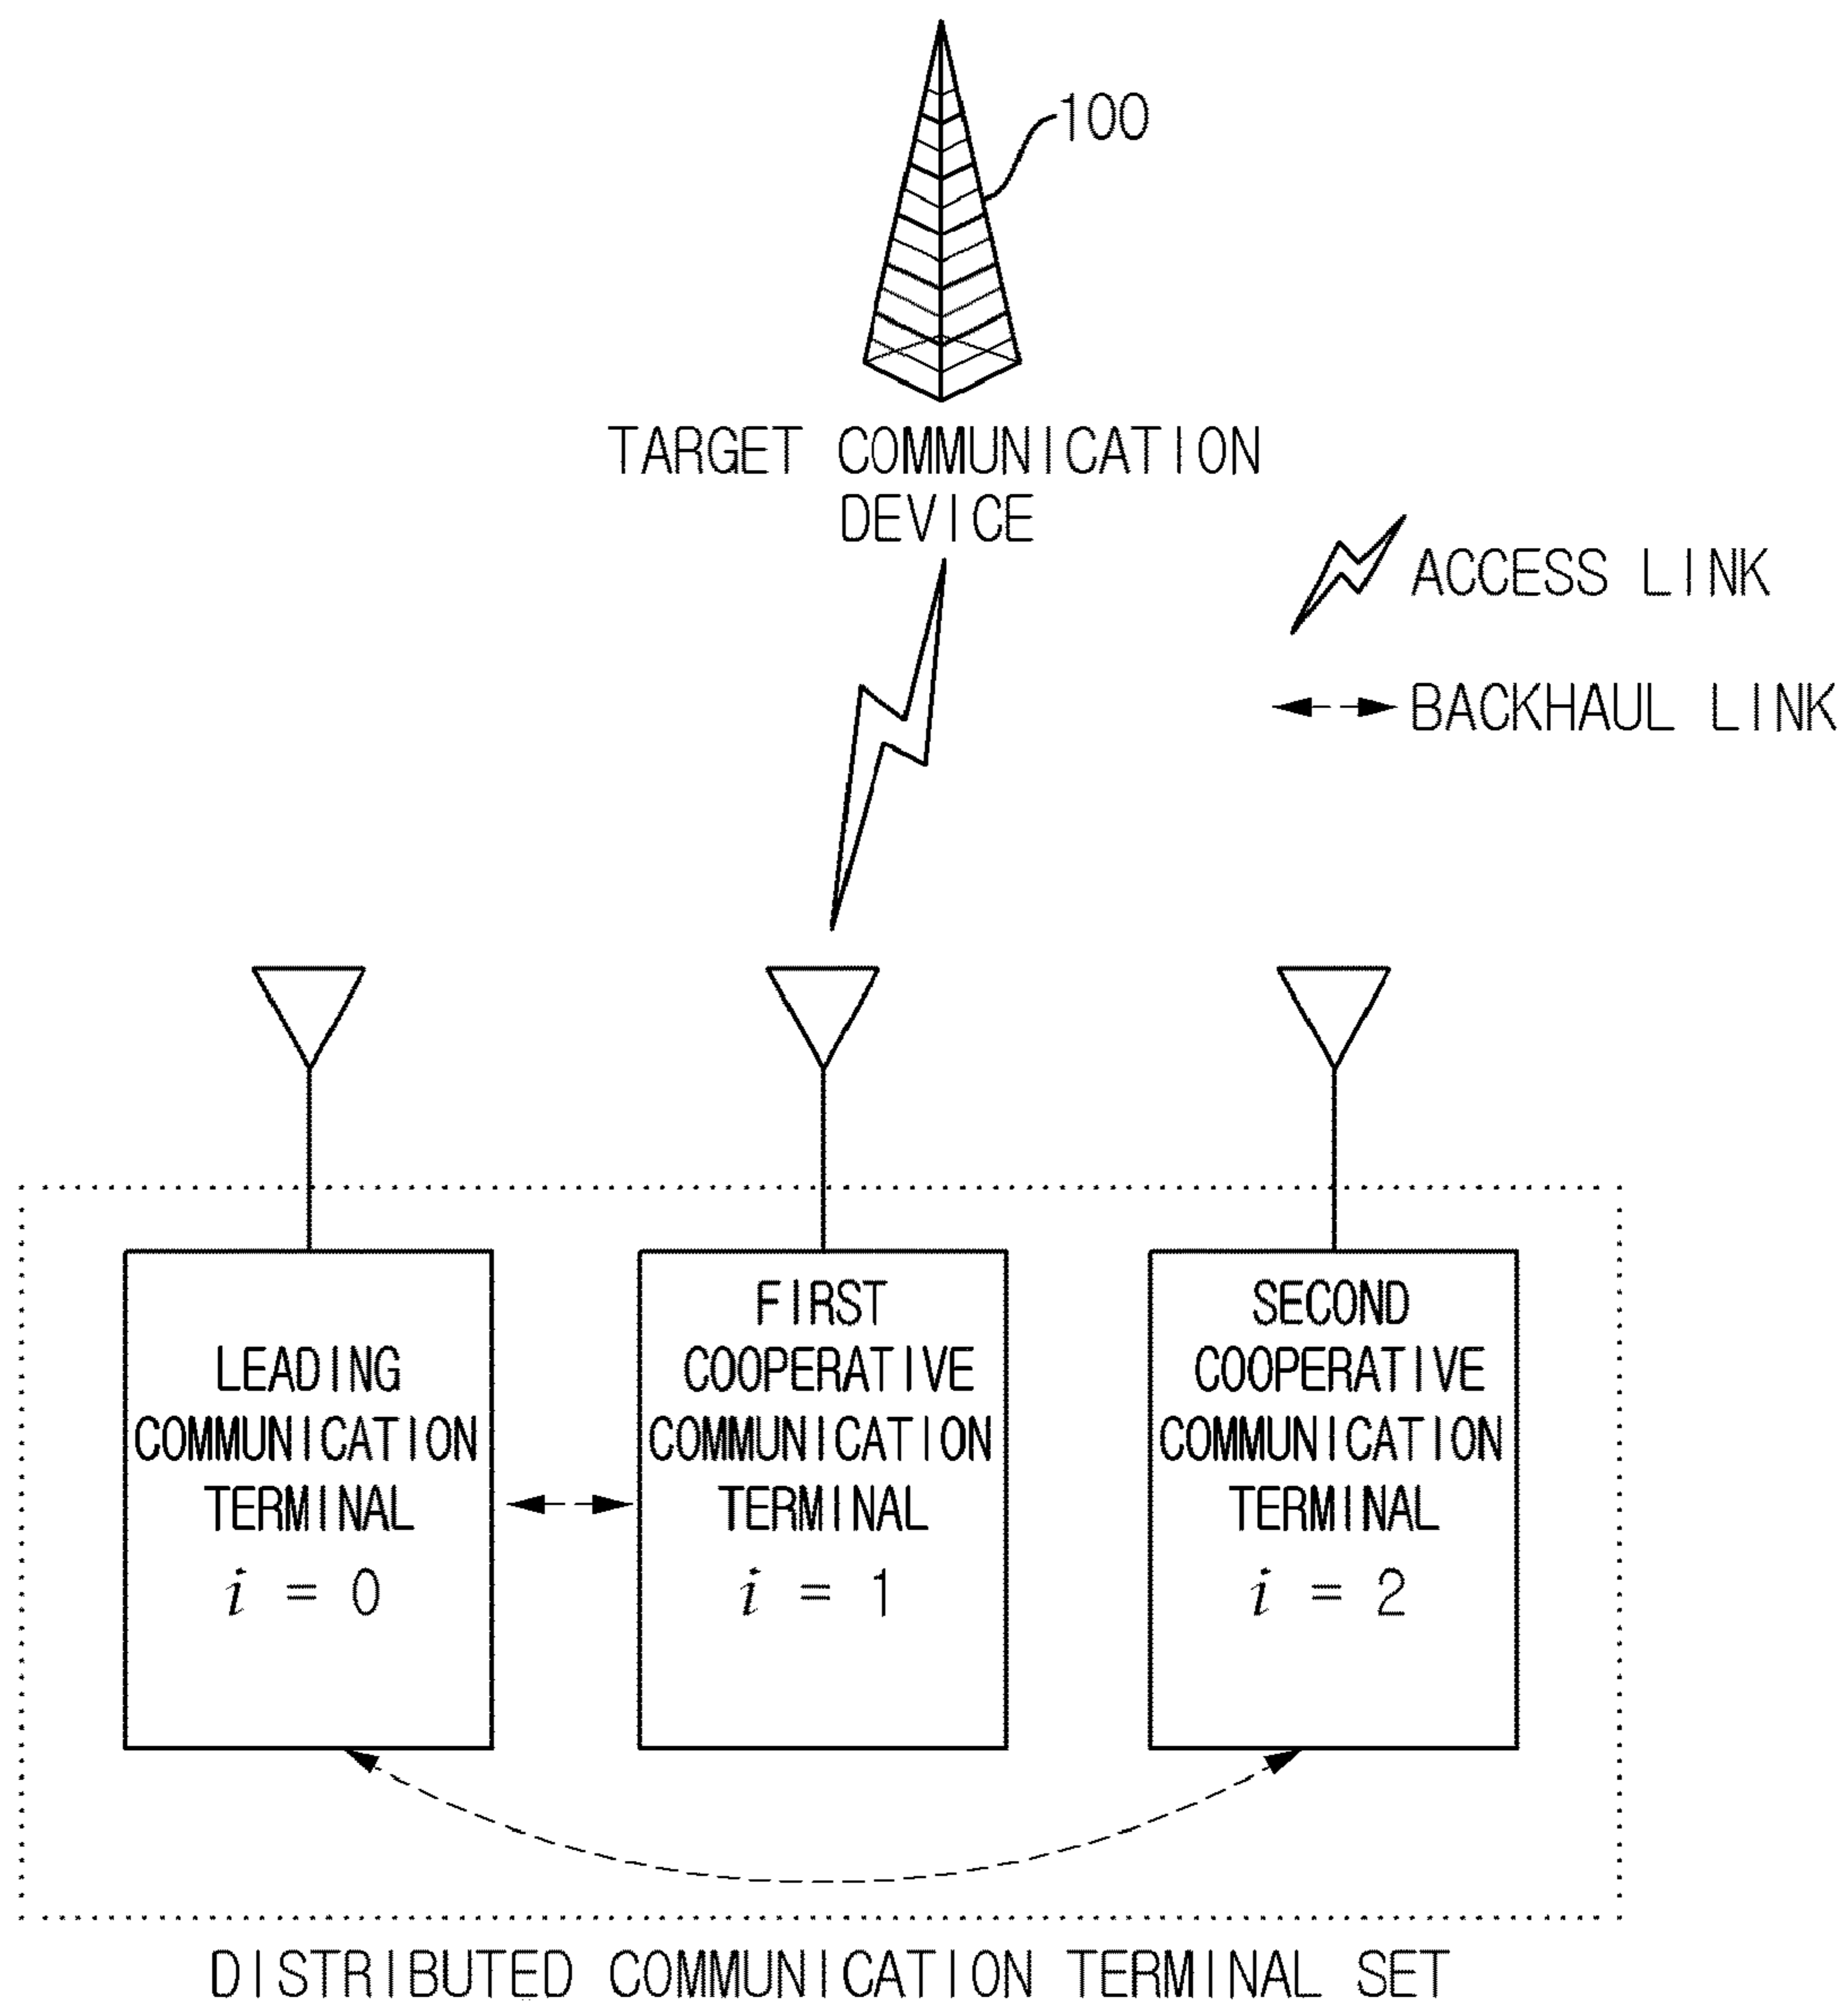 100
TARGET COMMUNICATION
DEVICE
ACCESS LINK
BACKHAUL LINK
LEADING
COMMUNICATION
TERMINAL
i = 0
FIRST
COOPERATIVE
COMMUNICATION
TERMINAL
i = 1
SECOND
COOPERATIVE
COMMUNICATION
TERMINAL
i = 2
DISTRIBUTED COMMUNICATION TERMINAL SET